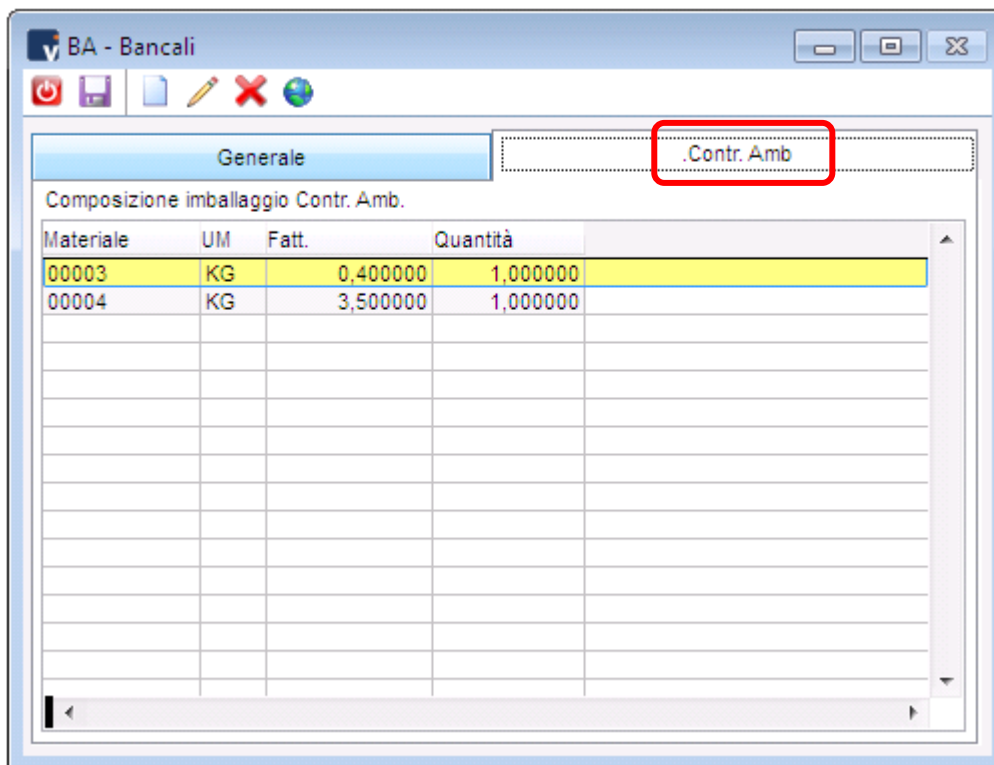 BA - Bancali
Generale .Contr. Amb
Composizione imballaggio Contr. Amb.
Materiale UM Fatt. Quantità
00003 KG 0,400000 1,000000
00004 KG 3,500000 1,000000